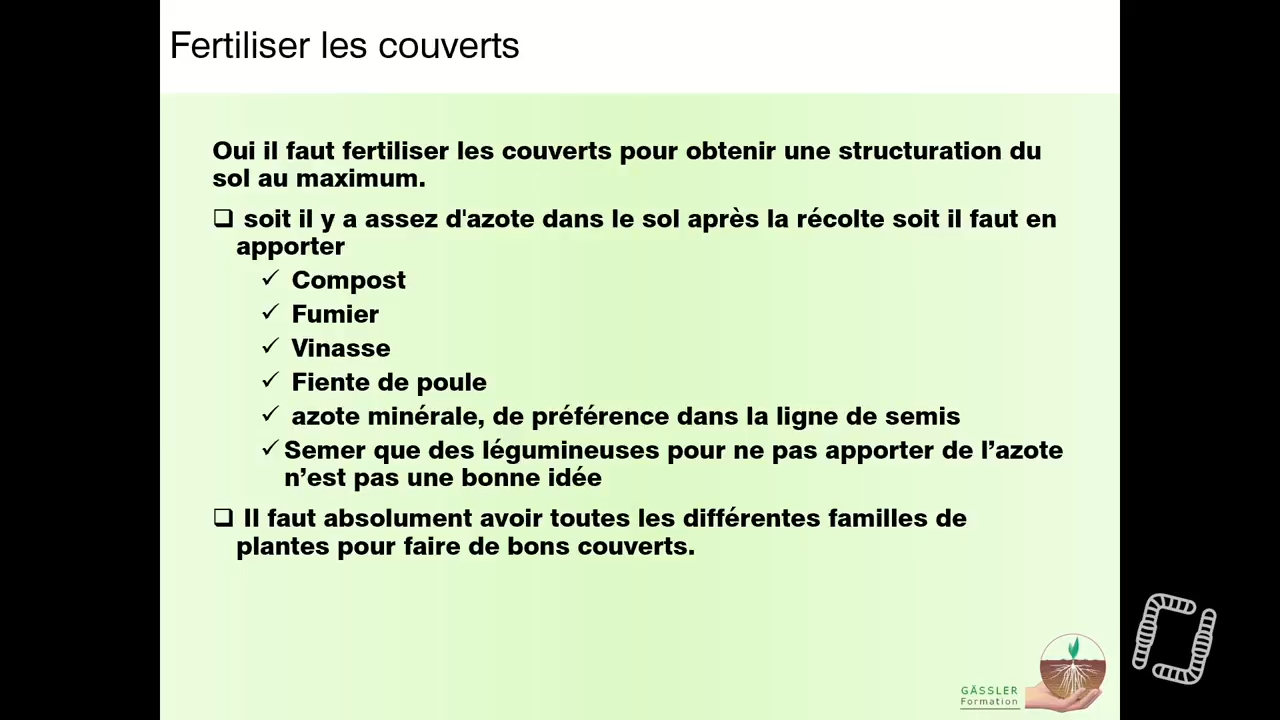 Fertiliser les couverts
Oui il faut fertiliser les couverts pour obtenir une structuration du
sol au maximum.
❑ soit il y a assez d'azote dans le sol après la récolte soit il faut en
apporter
✓ Compost
✓ Fumier
✓ Vinasse
✓ Fiente de poule
✓ azote minérale, de préférence dans la ligne de semis
✓ Semer que des légumineuses pour ne pas apporter de l’azote
n’est pas une bonne idée
❑ Il faut absolument avoir toutes les différentes familles de
plantes pour faire de bons couverts.
GÄSSLER
Formation